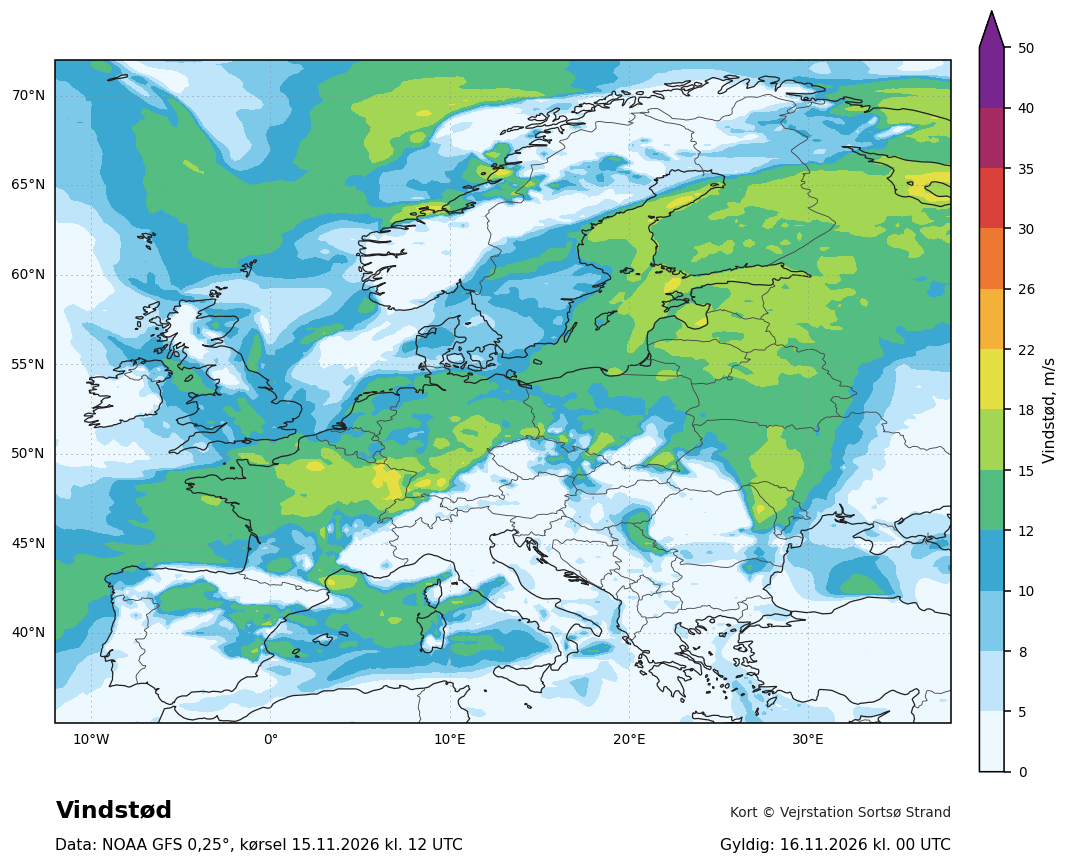 50
40
35
30
26
22
18
15
12
10
8
5
0
Vindstød, m/s
70°N
65°N
60°N
55°N
50°N
45°N
40°N
10°W
0°
10°E
20°E
30°E
Vindstød
Kort © Vejrstation Sortsø Strand
Data: NOAA GFS 0,25°, kørsel 15.11.2026 kl. 12 UTC
Gyldig: 16.11.2026 kl. 00 UTC